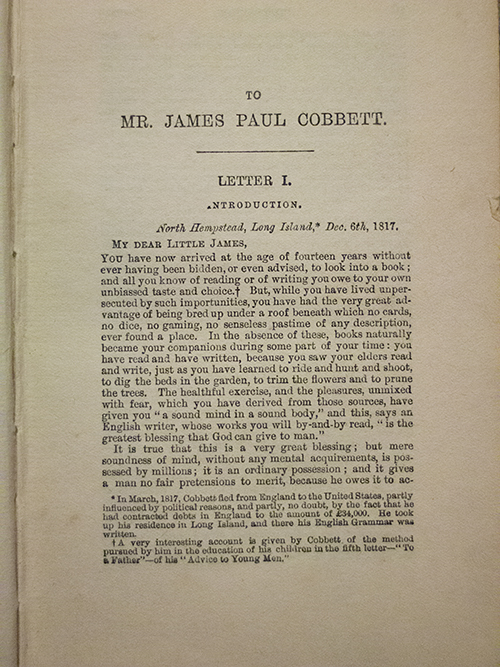 TO
MR. JAMES PAUL COBBETT.
LETTER I.
NTRODUCTION.
North Hempstead, Long Island,* Dec. 6th, 1817.
MY DEAR LITTLE JAMES,
YOU have now arrived at the age of fourteen years without
ever having been bidden, or even advised, to look into a book;
and all you know of reading or of writing you owe to your own
unbiassed taste and choice.† But, while you have lived unper-
secuted by such importunities, you have had the very great ad-
vantage of being bred up under a roof beneath which no cards,
no dice, no gaming, no senseless pastime of any description,
ever found a place. In the absence of these, books naturally
became your companions during some part of your time: you
have read and have written, because you saw your elders read
and write, just as you have learned to ride and hunt and shoot,
to dig the beds in the garden, to trim the flowers and to prune
the trees. The healthful exercise, and the pleasures, unmixed
with fear, which you have derived from those sources, have
given you "a sound mind in a sound body," and this, says an
English writer, whose works you will by-and-by read, "is the
greatest blessing that God can give to man."
It is true that this is a very great blessing; but mere
soundness of mind, without any mental acquirements, is pos-
sessed by millions; it is an ordinary possession; and it gives
a man no fair pretensions to merit, because he owes it to ac-
* In March, 1817, Cobbett fled from England to the United States, partly
influenced by political reasons, and partly, no doubt, by the fact that he
had contracted debts in England to the amount of £34,000. He took
up his residence in Long Island, and there his English Grammar was
written.
† A very interesting account is given by Cobbett of the method
pursued by him in the education of his children in the fifth letter—"To
a Father"—of his "Advice to Young Men."